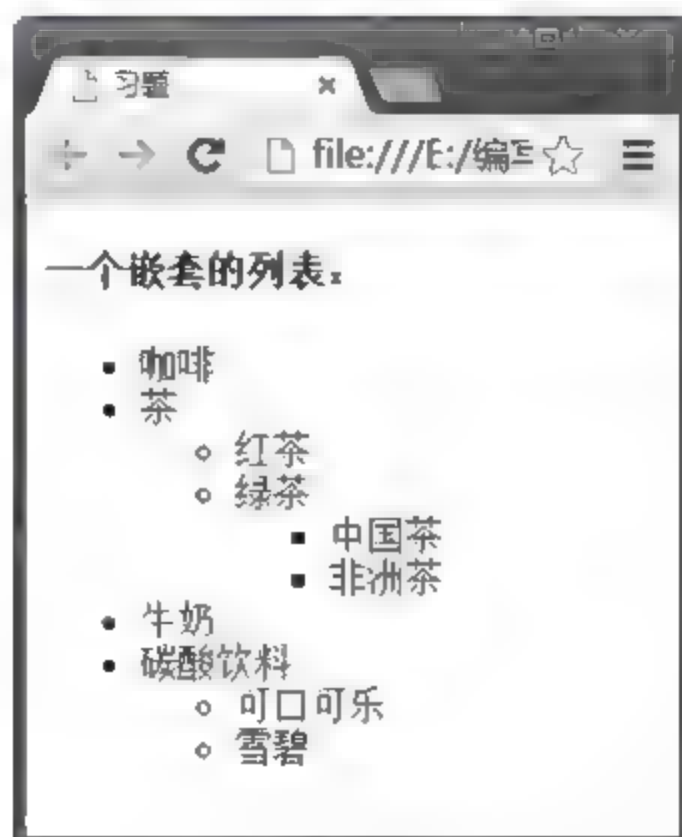 习题
file:///E:/编写
一个嵌套的列表:
咖啡
茶
红茶
绿茶
中国茶
非洲茶
牛奶
碳酸饮料
可口可乐
雪碧